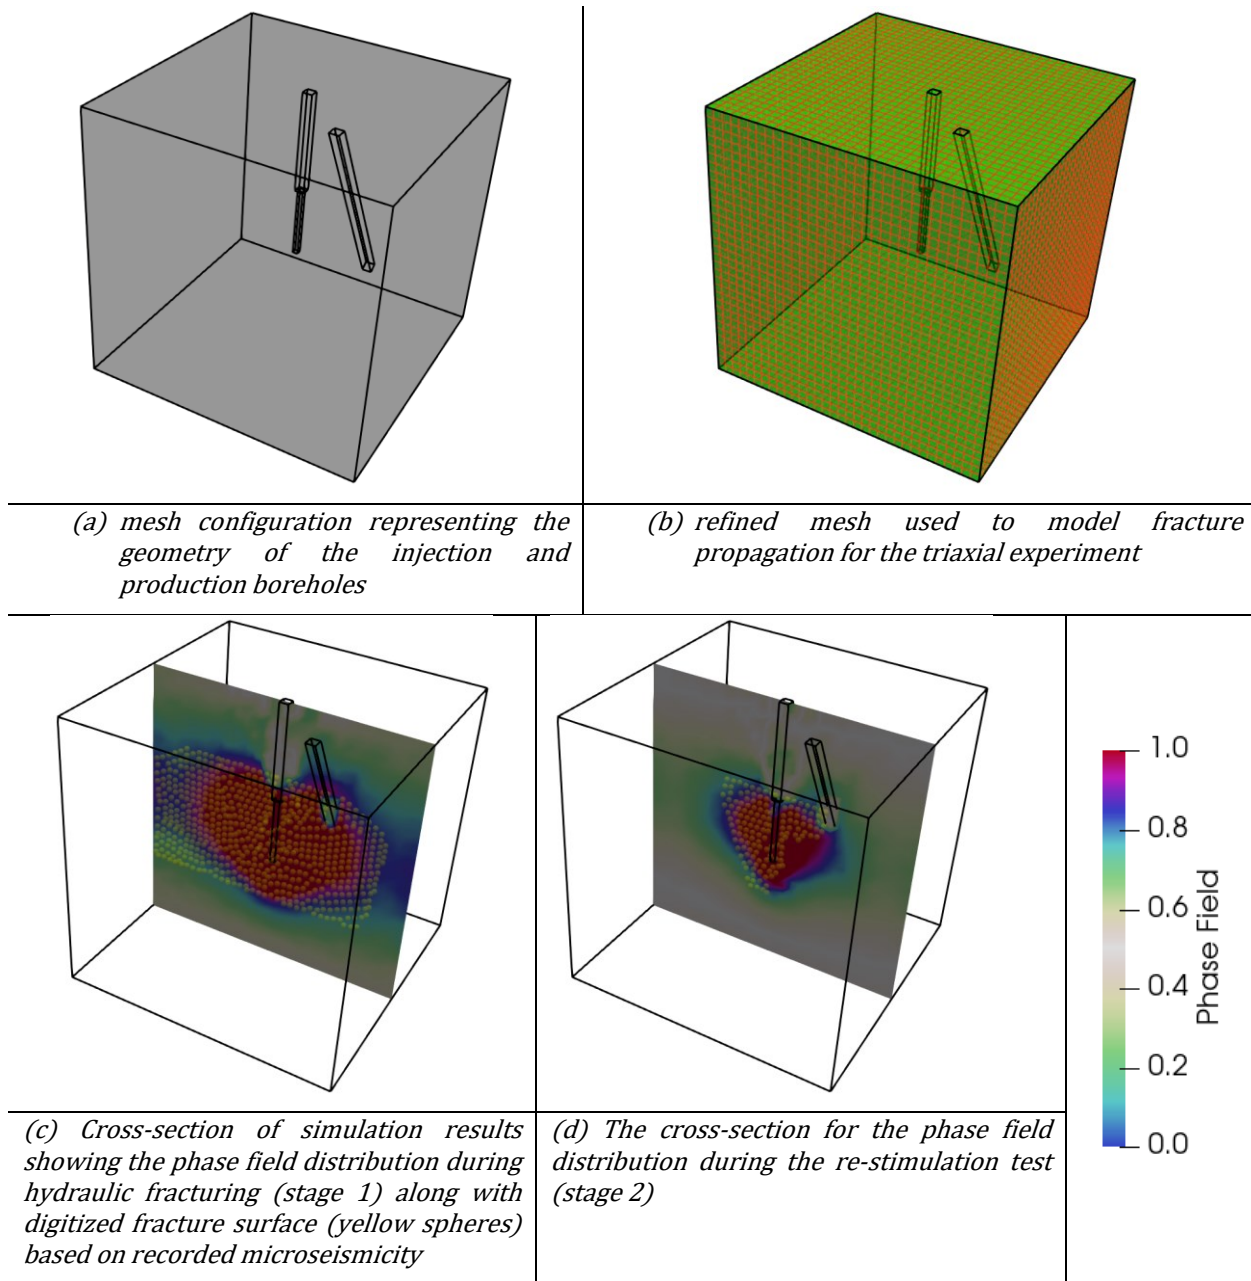 (a) mesh configuration representing the
geometry of the injection and
production boreholes
(b) refined mesh used to model fracture
propagation for the triaxial experiment
1.0
0.8
0.6
0.4
0.2
0.0
Phase Field
(c) Cross-section of simulation results
showing the phase field distribution during
hydraulic fracturing (stage 1) along with
digitized fracture surface (yellow spheres)
based on recorded microseismicity
(d) The cross-section for the phase field
distribution during the re-stimulation test
(stage 2)